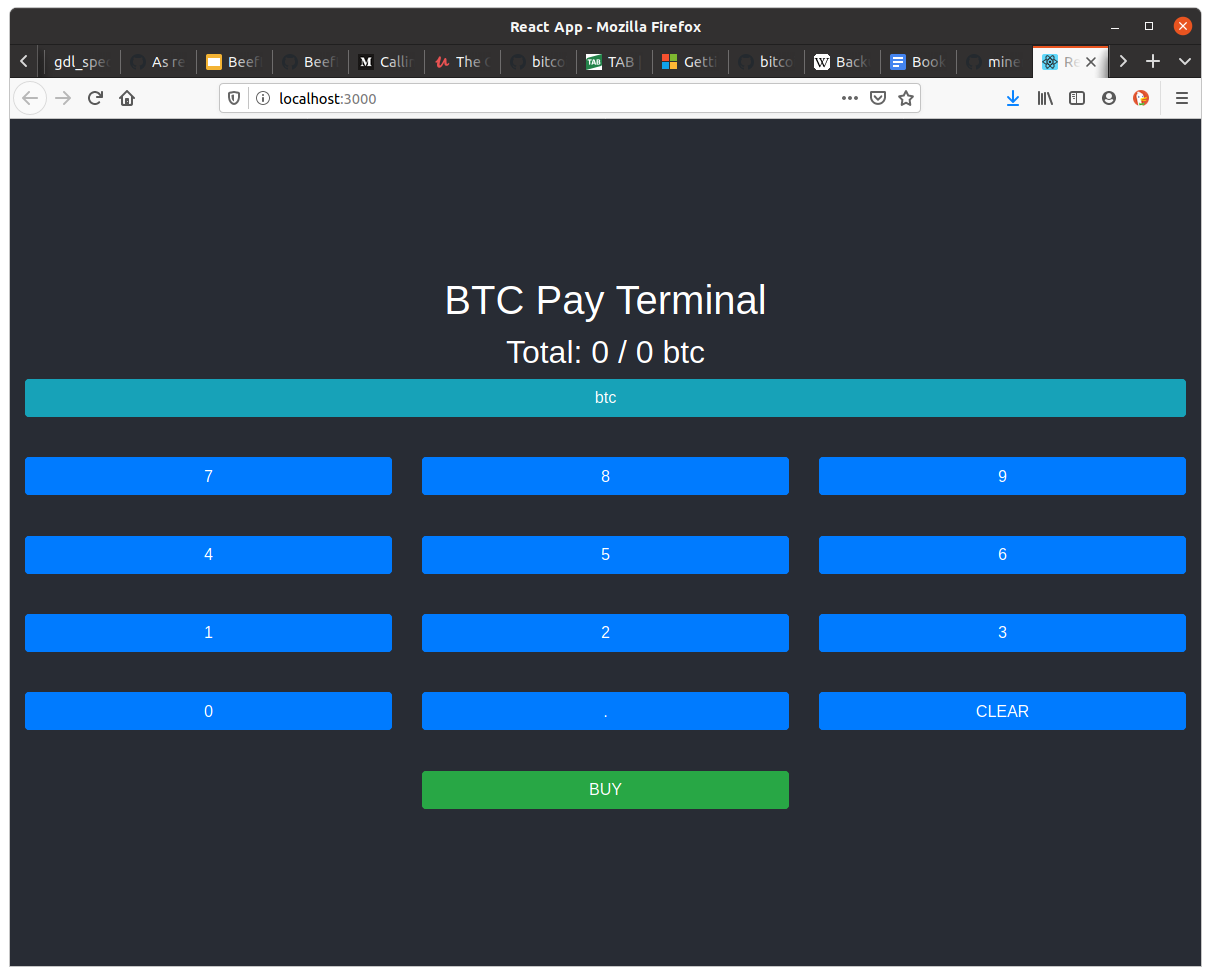 React App - Mozilla Firefox
gdl_spec As re Beef Beef Callin The C bitco TAB Getti bitco Back Book mine Re
localhost:3000
BTC Pay Terminal
Total: 0 / 0 btc
btc
7 8 9
4 5 6
1 2 3
0 . CLEAR
BUY